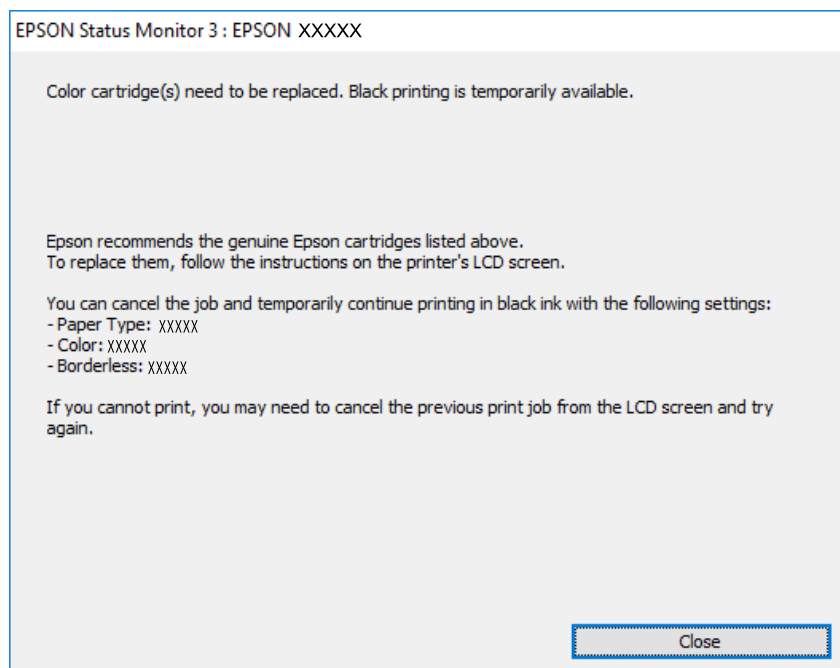 EPSON Status Monitor 3 : EPSON XXXXX
Color cartridge(s) need to be replaced. Black printing is temporarily available.
Epson recommends the genuine Epson cartridges listed above.
To replace them, follow the instructions on the printer's LCD screen.
You can cancel the job and temporarily continue printing in black ink with the following settings:
- Paper Type: XXXXX
- Color: XXXXX
- Borderless: XXXXX
If you cannot print, you may need to cancel the previous print job from the LCD screen and try
again.
Close